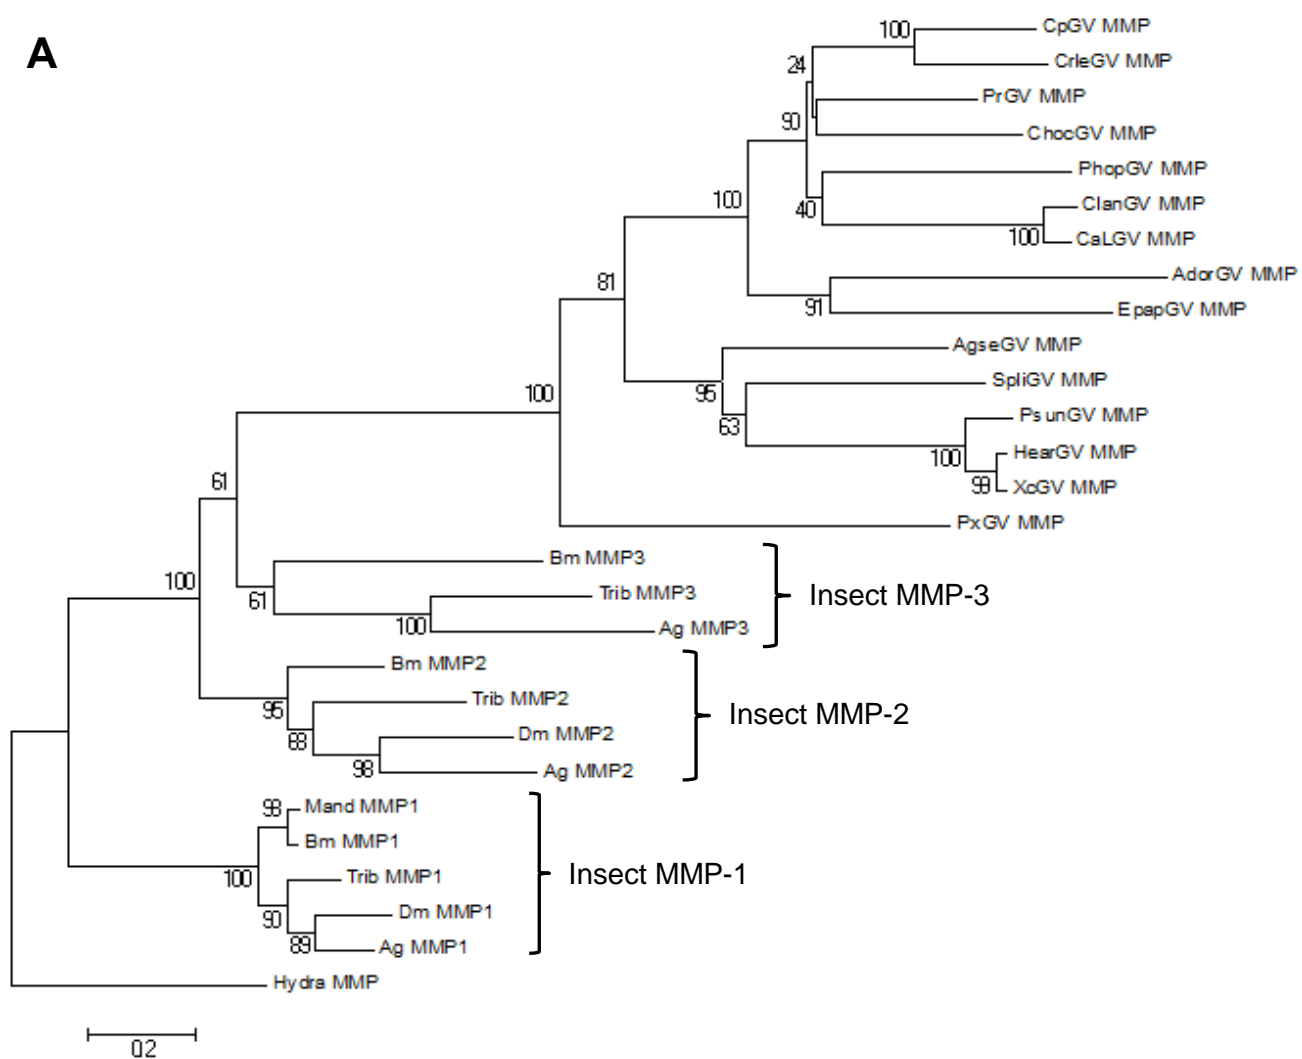 A
100
CpGV MMP
CrleGV MMP
24
PrGV MMP
90
ChocGV MMP
PhopGV MMP
100
40
ClanGV MMP
100
CaLGV MMP
81
AdorGV MMP
91
EpapGV MMP
AgseGV MMP
95
SpliGV MMP
100
63
PsunGV MMP
100
HearGV MMP
98
XcGV MMP
61
PxGV MMP
Bm MMP3
100
61
Trib MMP3
Insect MMP-3
100
Ag MMP3
Bm MMP2
95
Trib MMP2
Insect MMP-2
68
Dm MMP2
98
Ag MMP2
98
Mand MMP1
Bm MMP1
100
Trib MMP1
Insect MMP-1
90
Dm MMP1
89
Ag MMP1
Hydra MMP
0.2